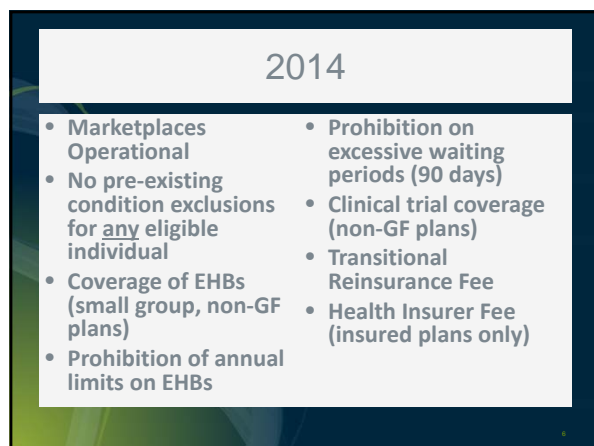 2014
• Marketplaces
Operational
• No pre-existing
condition exclusions
for any eligible
individual
• Coverage of EHBs
(small group, non-GF
plans)
• Prohibition of annual
limits on EHBs
• Prohibition on
excessive waiting
periods (90 days)
• Clinical trial coverage
(non-GF plans)
• Transitional
Reinsurance Fee
• Health Insurer Fee
(insured plans only)
6